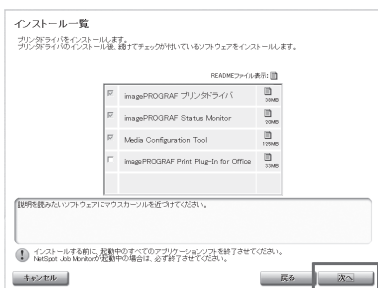 インストール一覧
プリンタドライバをインストールします。
プリンタドライバのインストール後、続けてチェックが付いているソフトウェアをインストールします。
READMEファイル表示:
imagePROGRAF プリンタドライバ
38MB
imagePROGRAF Status Monitor
20MB
Media Configuration Tool
125MB
imagePROGRAF Print Plug-In for Office
33MB
説明を読みたいソフトウェアにマウスカーソルを近づけてください。
インストールする前に、起動中のすべてのアプリケーションソフトを終了させてください。
NetSpot Job Monitorが起動中の場合は、必ず終了させてください。
キャンセル
戻る
次へ